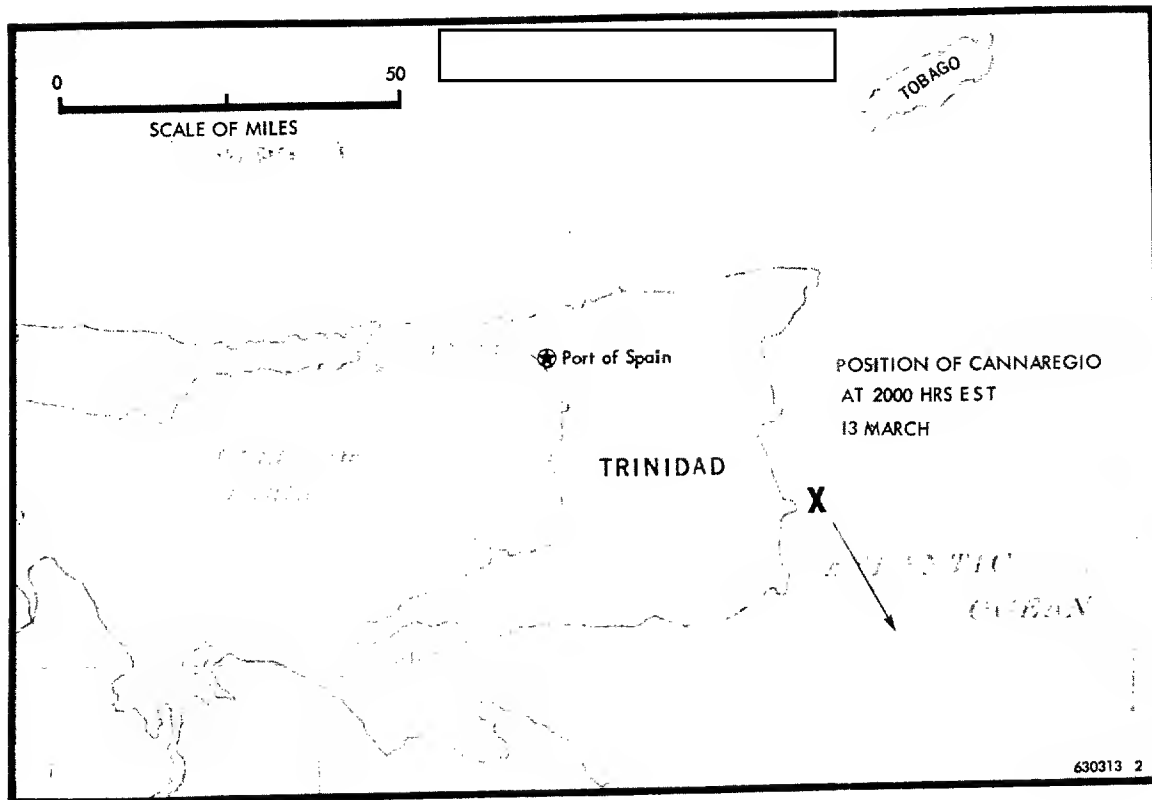 0 50
SCALE OF MILES
TOBAGO
Port of Spain
POSITION OF CANNAREGIO
AT 2000 HRS EST
13 MARCH
TRINIDAD
X
OCEAN
630313 2